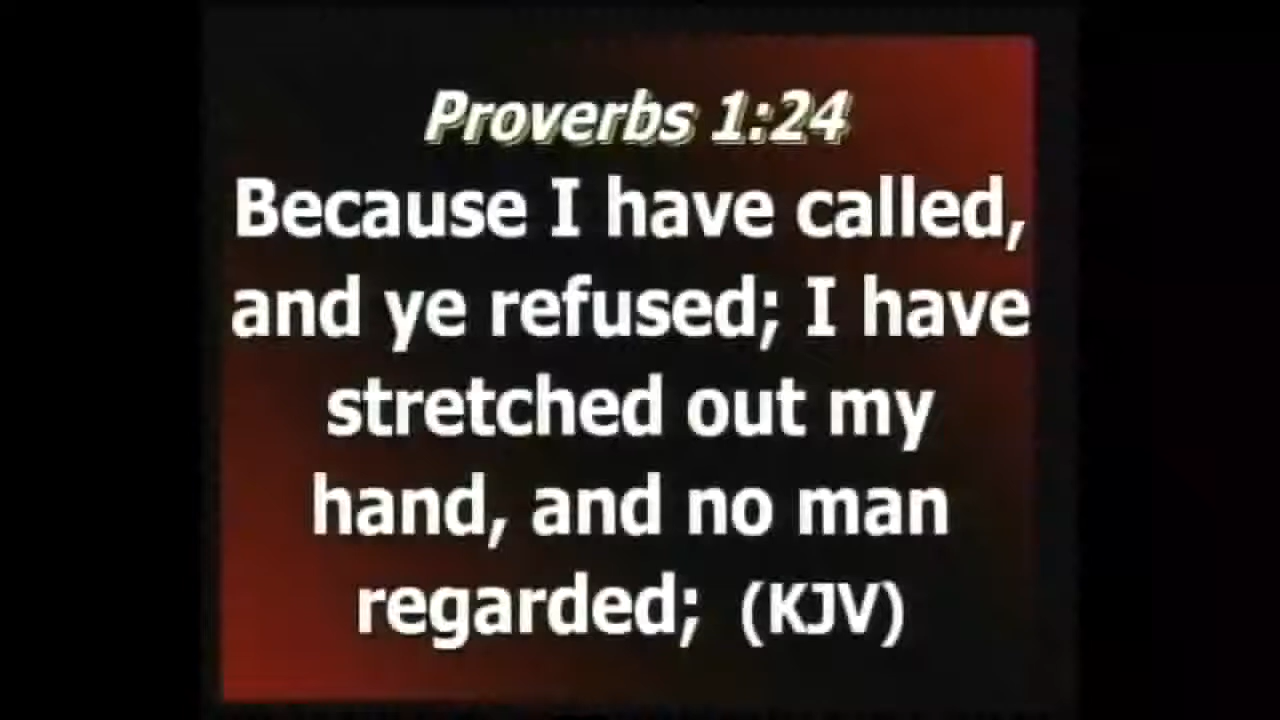 Proverbs 1:24
Because I have called,
and ye refused; I have
stretched out my
hand, and no man
regarded; (KJV)